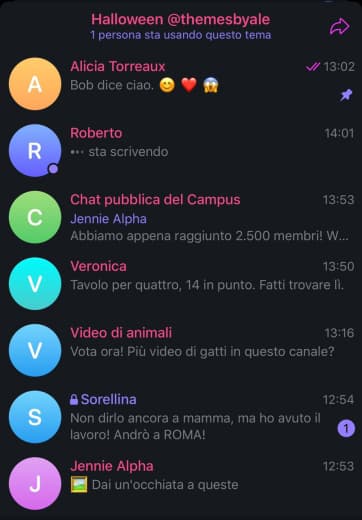 Halloween @themesbyale
1 persona sta usando questo tema
A
Alicia Torreaux
13:02
Bob dice ciao. 😊 ❤️ 😱
R
Roberto
14:01
sta scrivendo
C
Chat pubblica del Campus
13:53
Jennie Alpha
Abbiamo appena raggiunto 2.500 membri! W...
V
Veronica
13:50
Tavolo per quattro, 14 in punto. Fatti trovare lì.
V
Video di animali
13:16
Vota ora! Più video di gatti in questo canale?
S
Sorellina
12:54
Non dirlo ancora a mamma, ma ho avuto il
lavoro! Andrò a ROMA!
1
J
Jennie Alpha
12:53
🖼️ Dai un'occhiata a queste